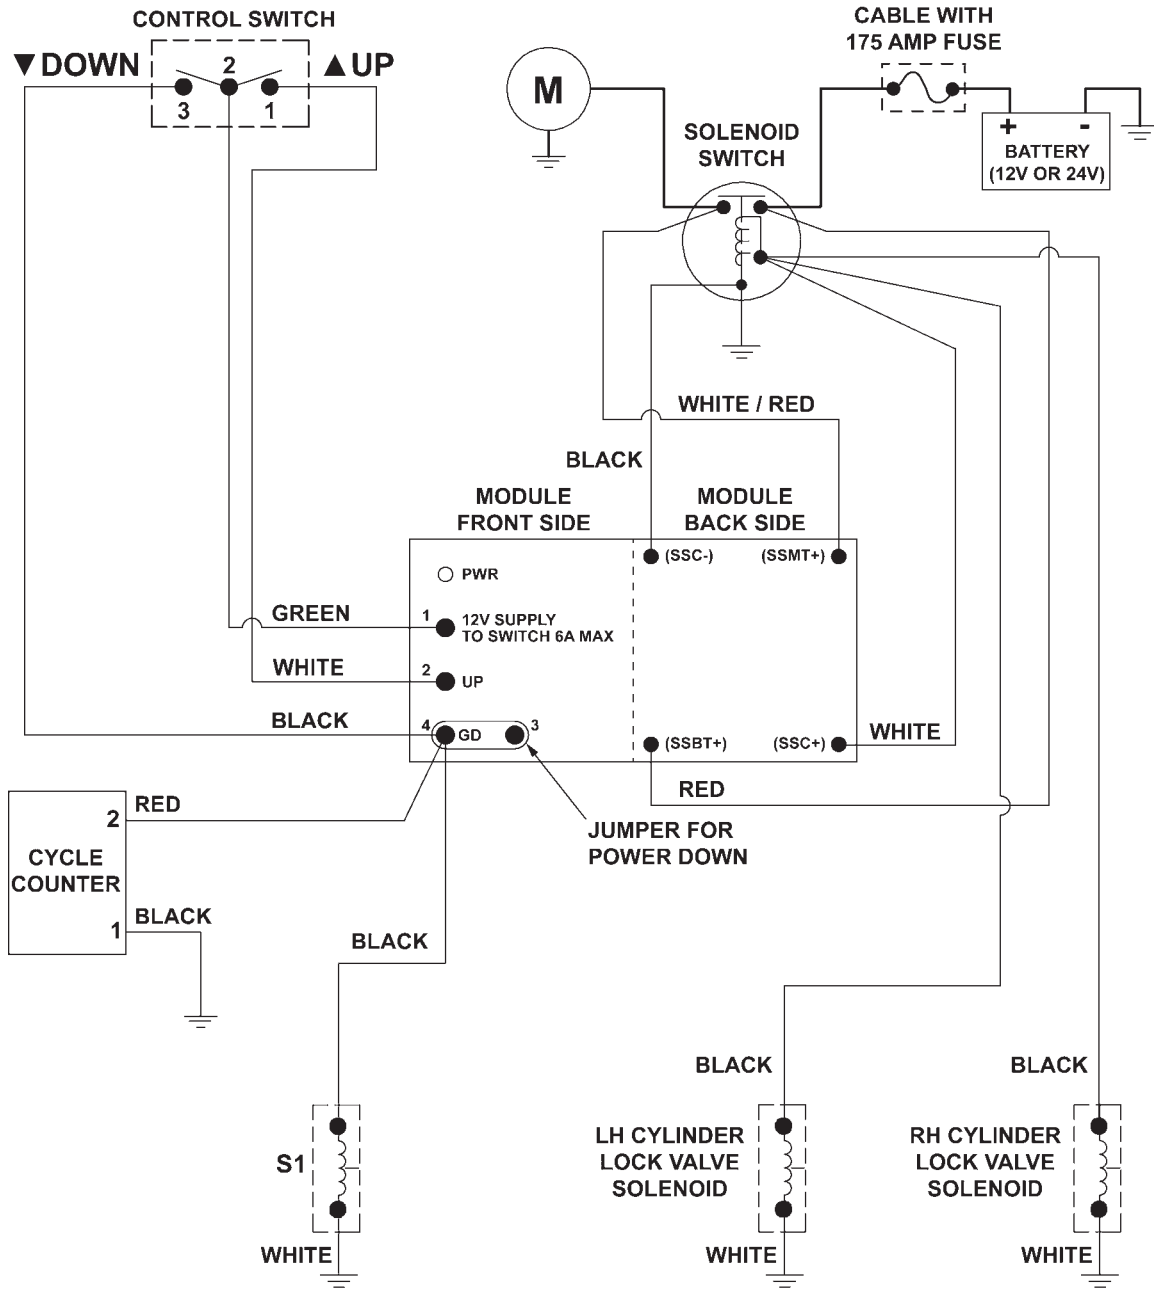 CONTROL SWITCH
▼DOWN
▲UP
2
3
1
M
CABLE WITH
175 AMP FUSE
SOLENOID
SWITCH
+
-
BATTERY
(12V OR 24V)
WHITE / RED
BLACK
MODULE
FRONT SIDE
MODULE
BACK SIDE
(SSC-)
(SSMT+)
PWR
GREEN
1
12V SUPPLY
TO SWITCH 6A MAX
WHITE
2
UP
BLACK
4
GD
3
(SSBT+)
(SSC+)
WHITE
RED
JUMPER FOR
POWER DOWN
RED
2
CYCLE
COUNTER
1
BLACK
BLACK
BLACK
BLACK
S1
LH CYLINDER
LOCK VALVE
SOLENOID
RH CYLINDER
LOCK VALVE
SOLENOID
WHITE
WHITE
WHITE